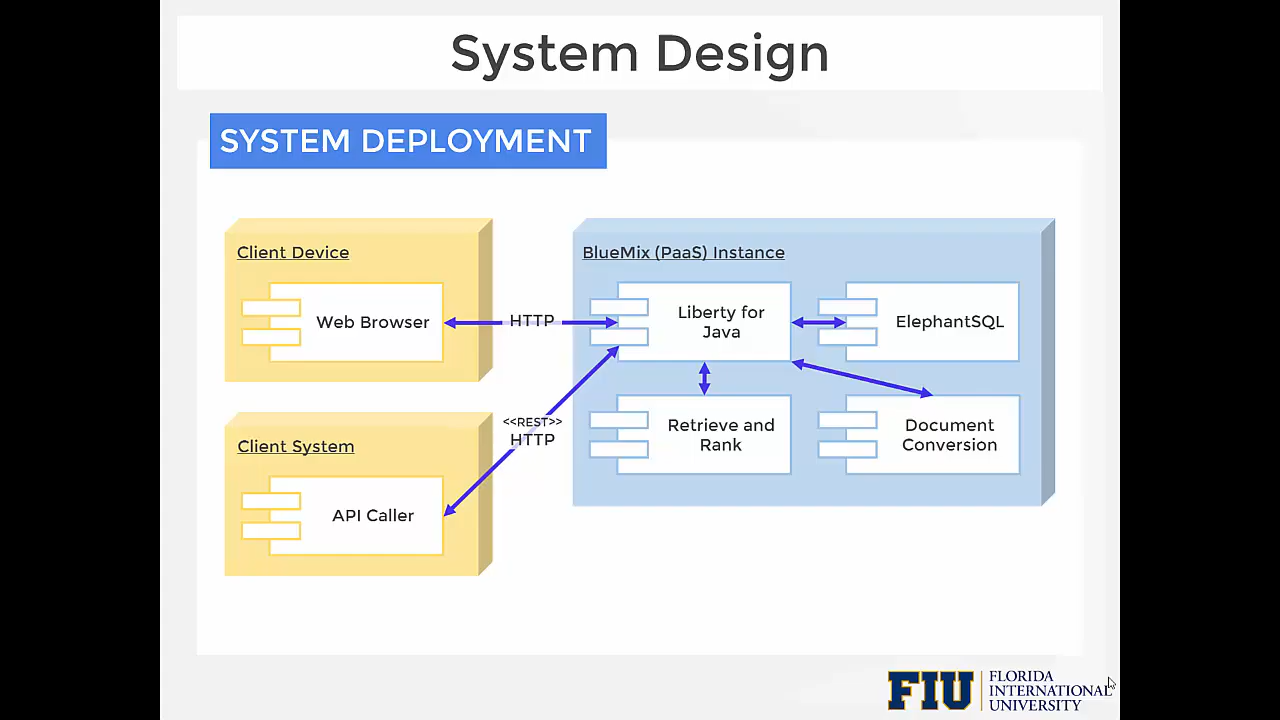 System Design
SYSTEM DEPLOYMENT
Client Device
Web Browser
HTTP
BlueMix (PaaS) Instance
Liberty for
Java
ElephantSQL
Retrieve and
Rank
Document
Conversion
<<REST>>
HTTP
Client System
API Caller
FIU
FLORIDA
INTERNATIONAL
UNIVERSITY